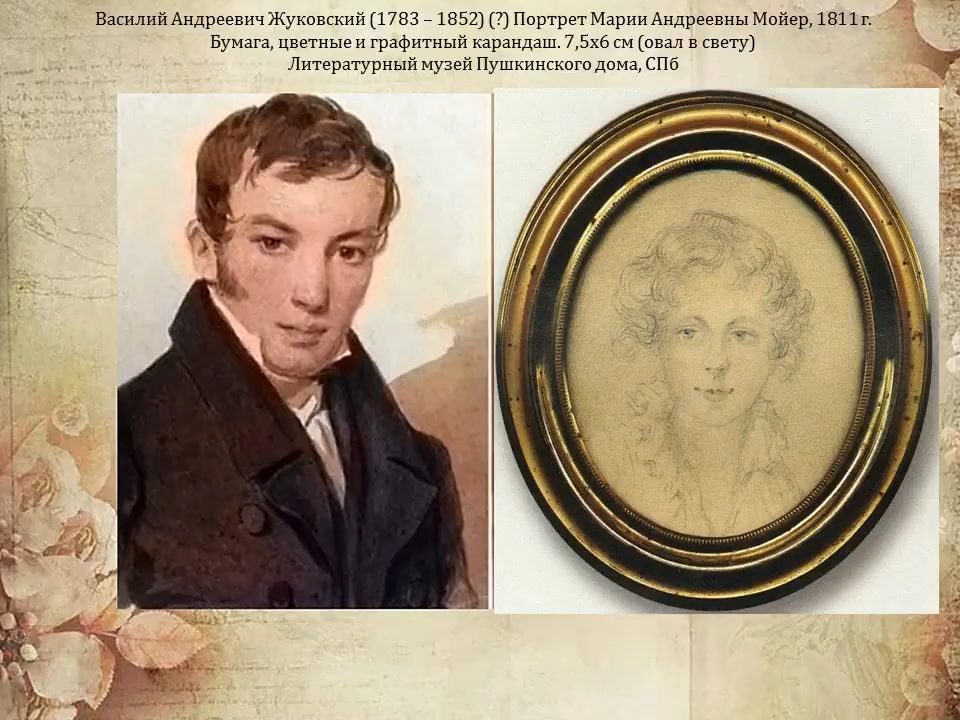 Василий Андреевич Жуковский (1783 – 1852) (?) Портрет Марии Андреевны Мойер, 1811 г.
Бумага, цветные и графитный карандаш. 7,5х6 см (овал в свету)
Литературный музей Пушкинского дома, СПб